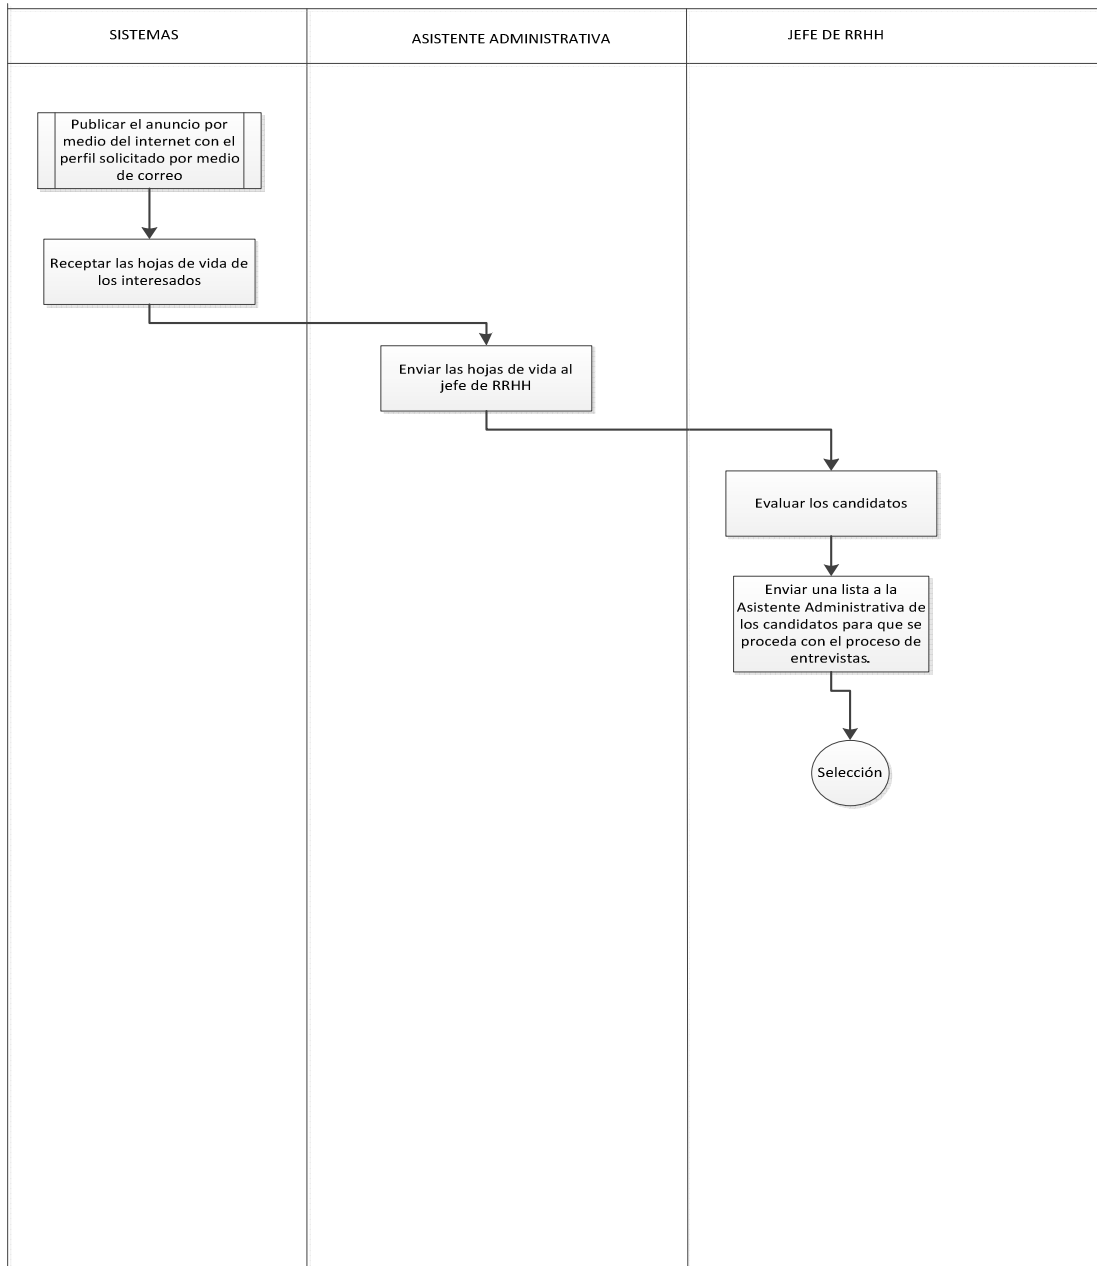 SISTEMAS
ASISTENTE ADMINISTRATIVA
JEFE DE RRHH
Publicar el anuncio por
medio del internet con el
perfil solicitado por medio
de correo
Receptar las hojas de vida de
los interesados
Enviar las hojas de vida al
jefe de RRHH
Evaluar los candidatos
Enviar una lista a la
Asistente Administrativa de
los candidatos para que se
proceda con el proceso de
entrevistas.
Selección